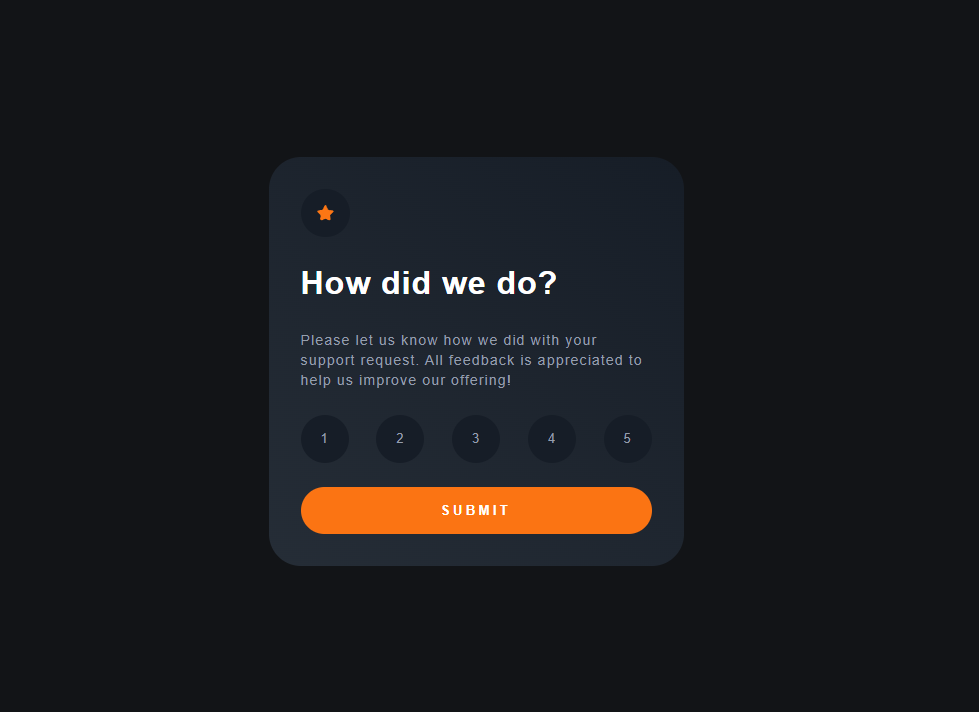 How did we do?
Please let us know how we did with your
support request. All feedback is appreciated to
help us improve our offering!
1 2 3 4 5
SUBMIT